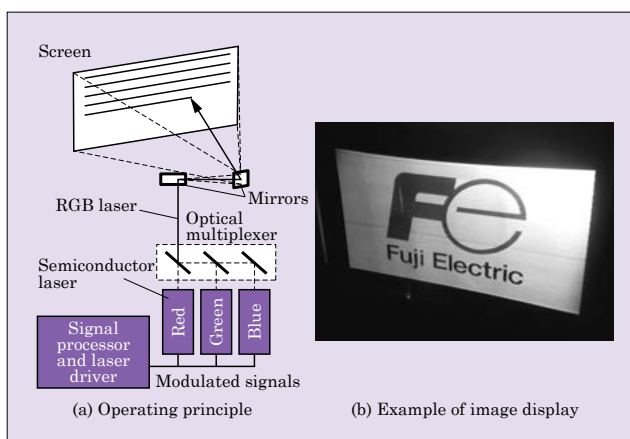 Screen
Mirrors
RGB laser
Optical
multiplexer
Semiconductor
laser
Red
Green
Blue
Signal
processor
and laser
driver
Modulated signals
(a) Operating principle
Fe
Fuji Electric
(b) Example of image display